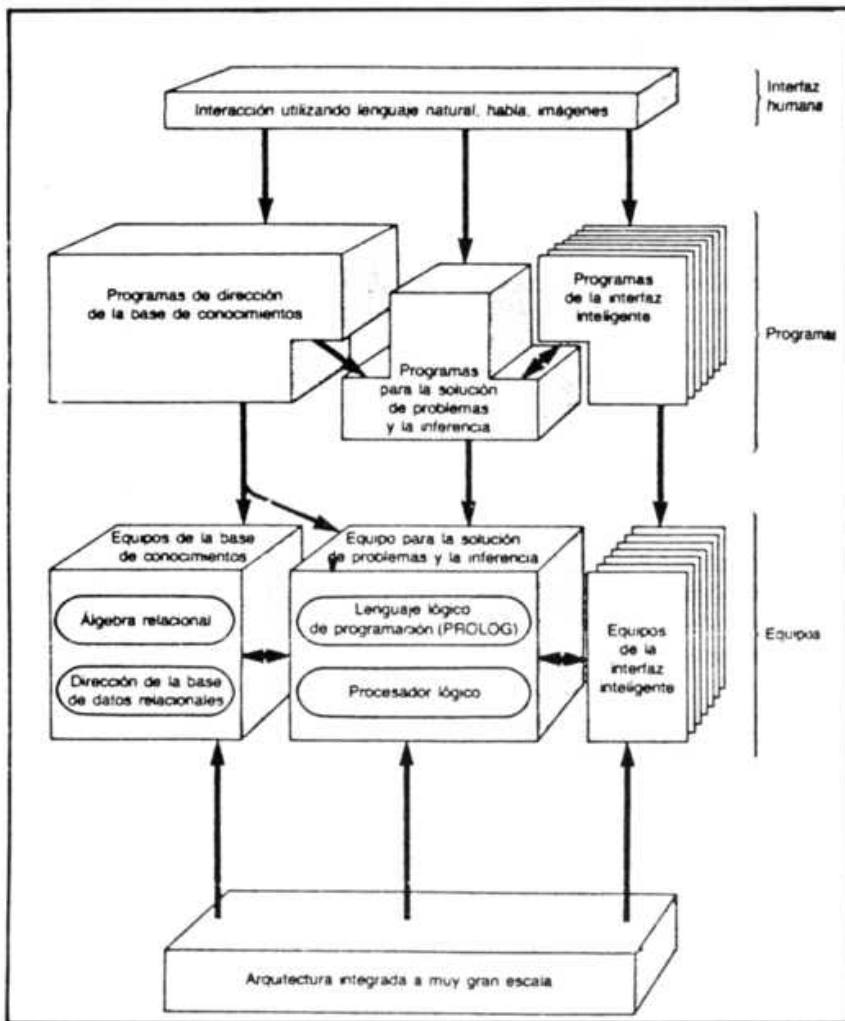 Interacción utilizando lenguaje natural, habla, imágenes
Interfaz
humana
Programas de dirección
de la base de conocimientos
Programas
para la solución
de problemas
y la inferencia
Programas
de la interfaz
inteligente
Programas
Equipos de la base
de conocimientos
Álgebra relacional
Dirección de la base
de datos relacionales
Equipo para la solución
de problemas y la inferencia
Lenguaje lógico
de programación (PROLOG)
Procesador lógico
Equipos
de la
interfaz
inteligente
Equipos
Arquitectura integrada a muy gran escala